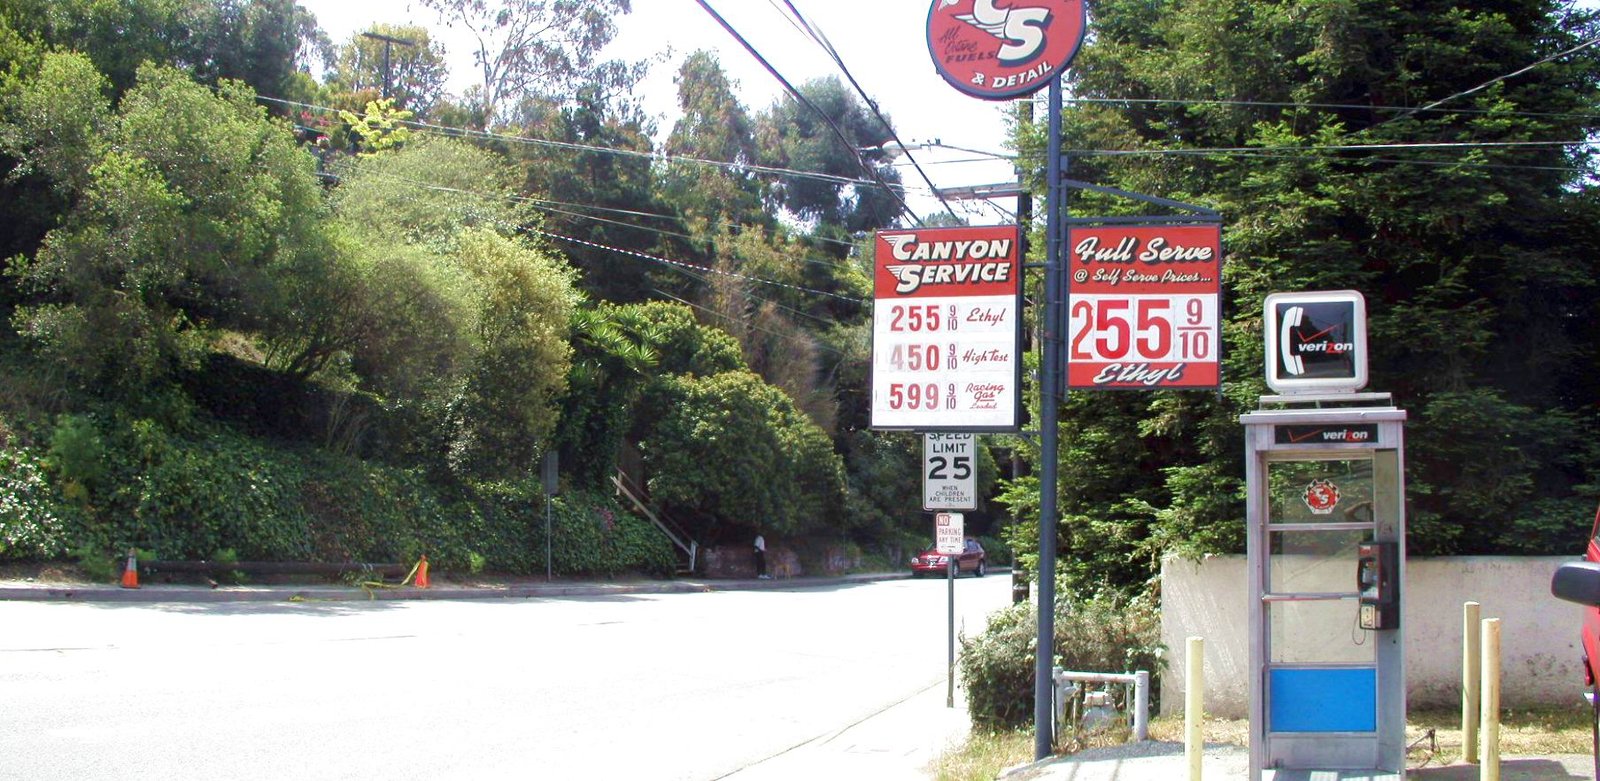 CS
All
Octane
FUELS
& DETAIL
CANYON
SERVICE
255 9/10 Ethyl
450 9/10 High Test
599 9/10 Racing
Gas
Leaded
Full Serve
@ Self Serve Prices...
255 9/10
Ethyl
SPEED
LIMIT
25
WHEN
CHILDREN
ARE PRESENT
NO
PARKING
ANY TIME
verizon
verizon
CS